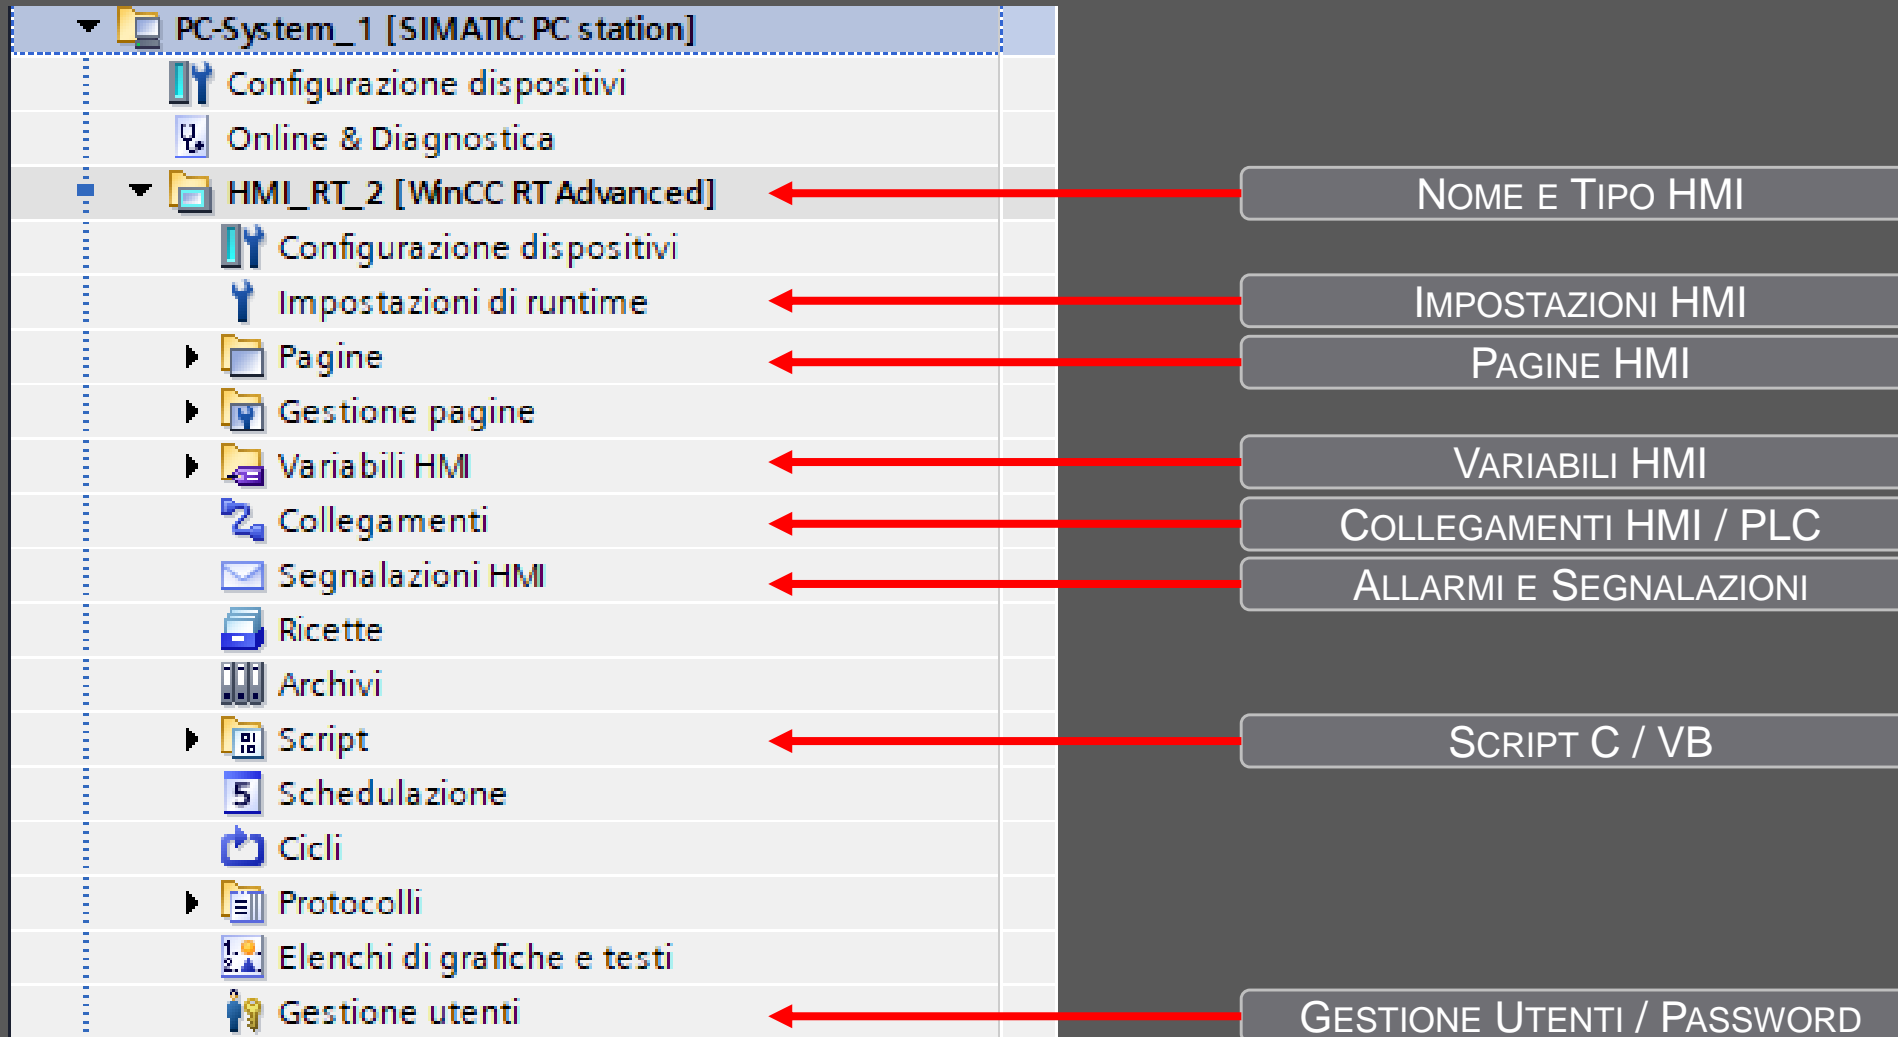 PC-System_1 [SIMATIC PC station]
Configurazione dispositivi
Online & Diagnostica
HMI_RT_2 [WinCC RT Advanced]
NOME E TIPO HMI
Configurazione dispositivi
Impostazioni di runtime
IMPOSTAZIONI HMI
Pagine
PAGINE HMI
Gestione pagine
Variabili HMI
VARIABILI HMI
Collegamenti
COLLEGAMENTI HMI / PLC
Segnalazioni HMI
ALLARMI E SEGNALAZIONI
Ricette
Archivi
Script
SCRIPT C / VB
Schedulazione
Cicli
Protocolli
Elenchi di grafiche e testi
Gestione utenti
GESTIONE UTENTI / PASSWORD